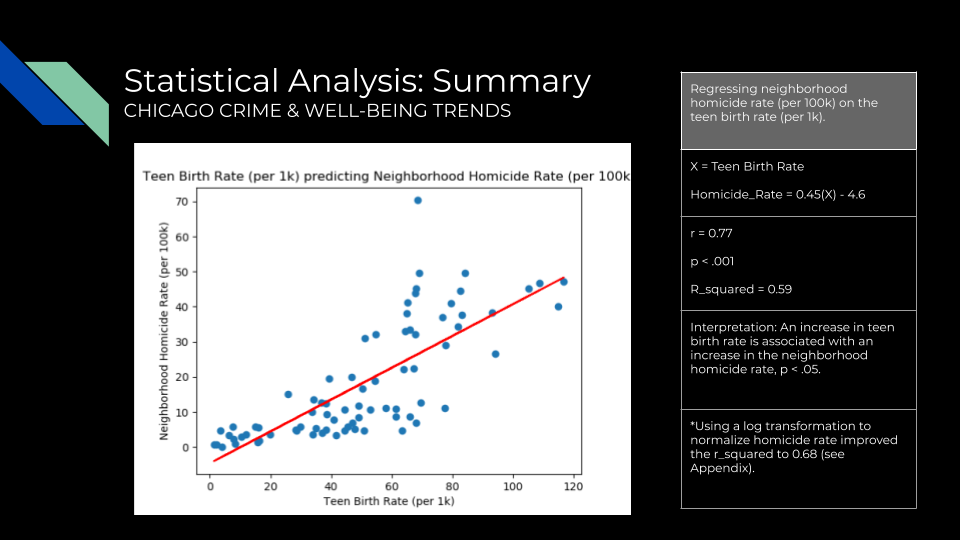 Statistical Analysis: Summary
CHICAGO CRIME & WELL-BEING TRENDS
Teen Birth Rate (per 1k) predicting Neighborhood Homicide Rate (per 100k
Neighborhood Homicide Rate (per 100k)
70
60
50
40
30
20
10
0
0 20 40 60 80 100 120
Teen Birth Rate (per 1k)
Regressing neighborhood
homicide rate (per 100k) on the
teen birth rate (per 1k).
X = Teen Birth Rate
Homicide_Rate = 0.45(X) - 4.6
r = 0.77
p < .001
R_squared = 0.59
Interpretation: An increase in teen
birth rate is associated with an
increase in the neighborhood
homicide rate, p < .05.
*Using a log transformation to
normalize homicide rate improved
the r_squared to 0.68 (see
Appendix).